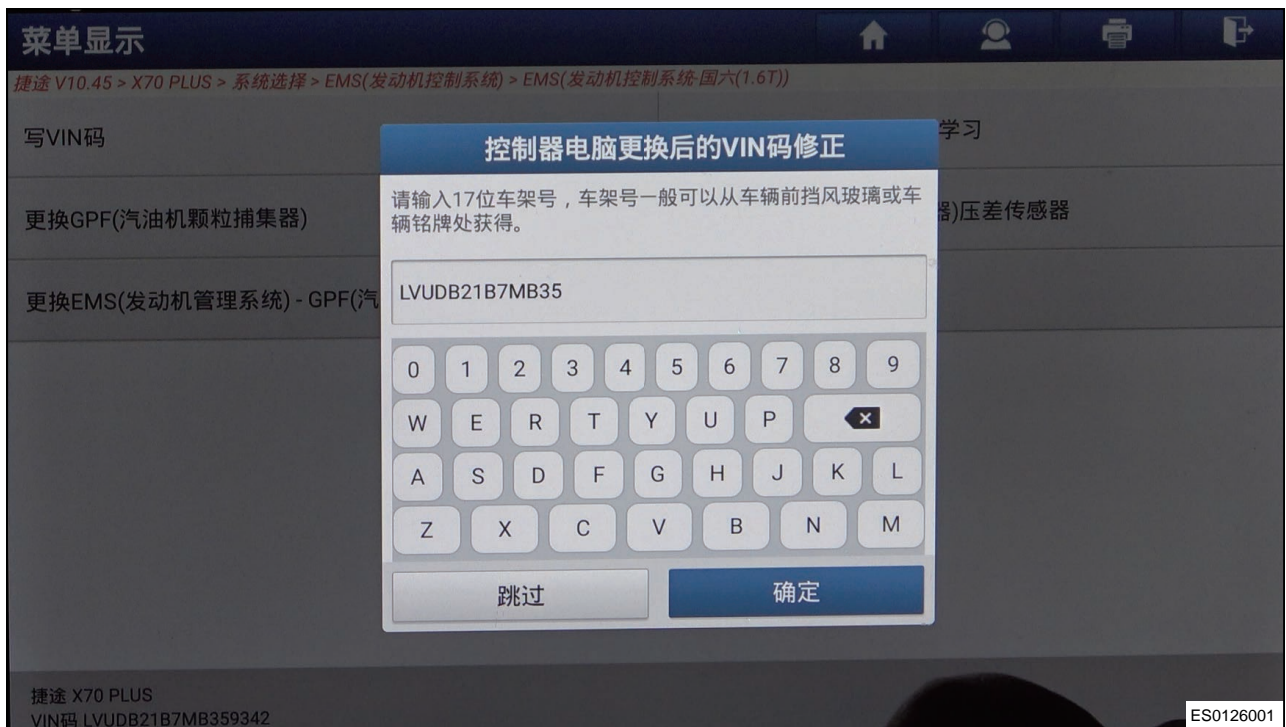 菜单显示
捷途 V10.45 > X70 PLUS > 系统选择 > EMS(发动机控制系统) > EMS(发动机控制系统-国六(1.6T))
写VIN码
学习
控制器电脑更换后的VIN码修正
请输入17位车架号，车架号一般可以从车辆前挡风玻璃或车
辆铭牌处获得。
更换GPF(汽油机颗粒捕集器)
器)压差传感器
更换EMS(发动机管理系统) - GPF(汽
LVUDB21B7MB35
0 1 2 3 4 5 6 7 8 9
W E R T Y U P
A S D F G H J K L
Z X C V B N M
跳过
确定
捷途 X70 PLUS
VIN码 LVUDB21B7MB359342
ES0126001